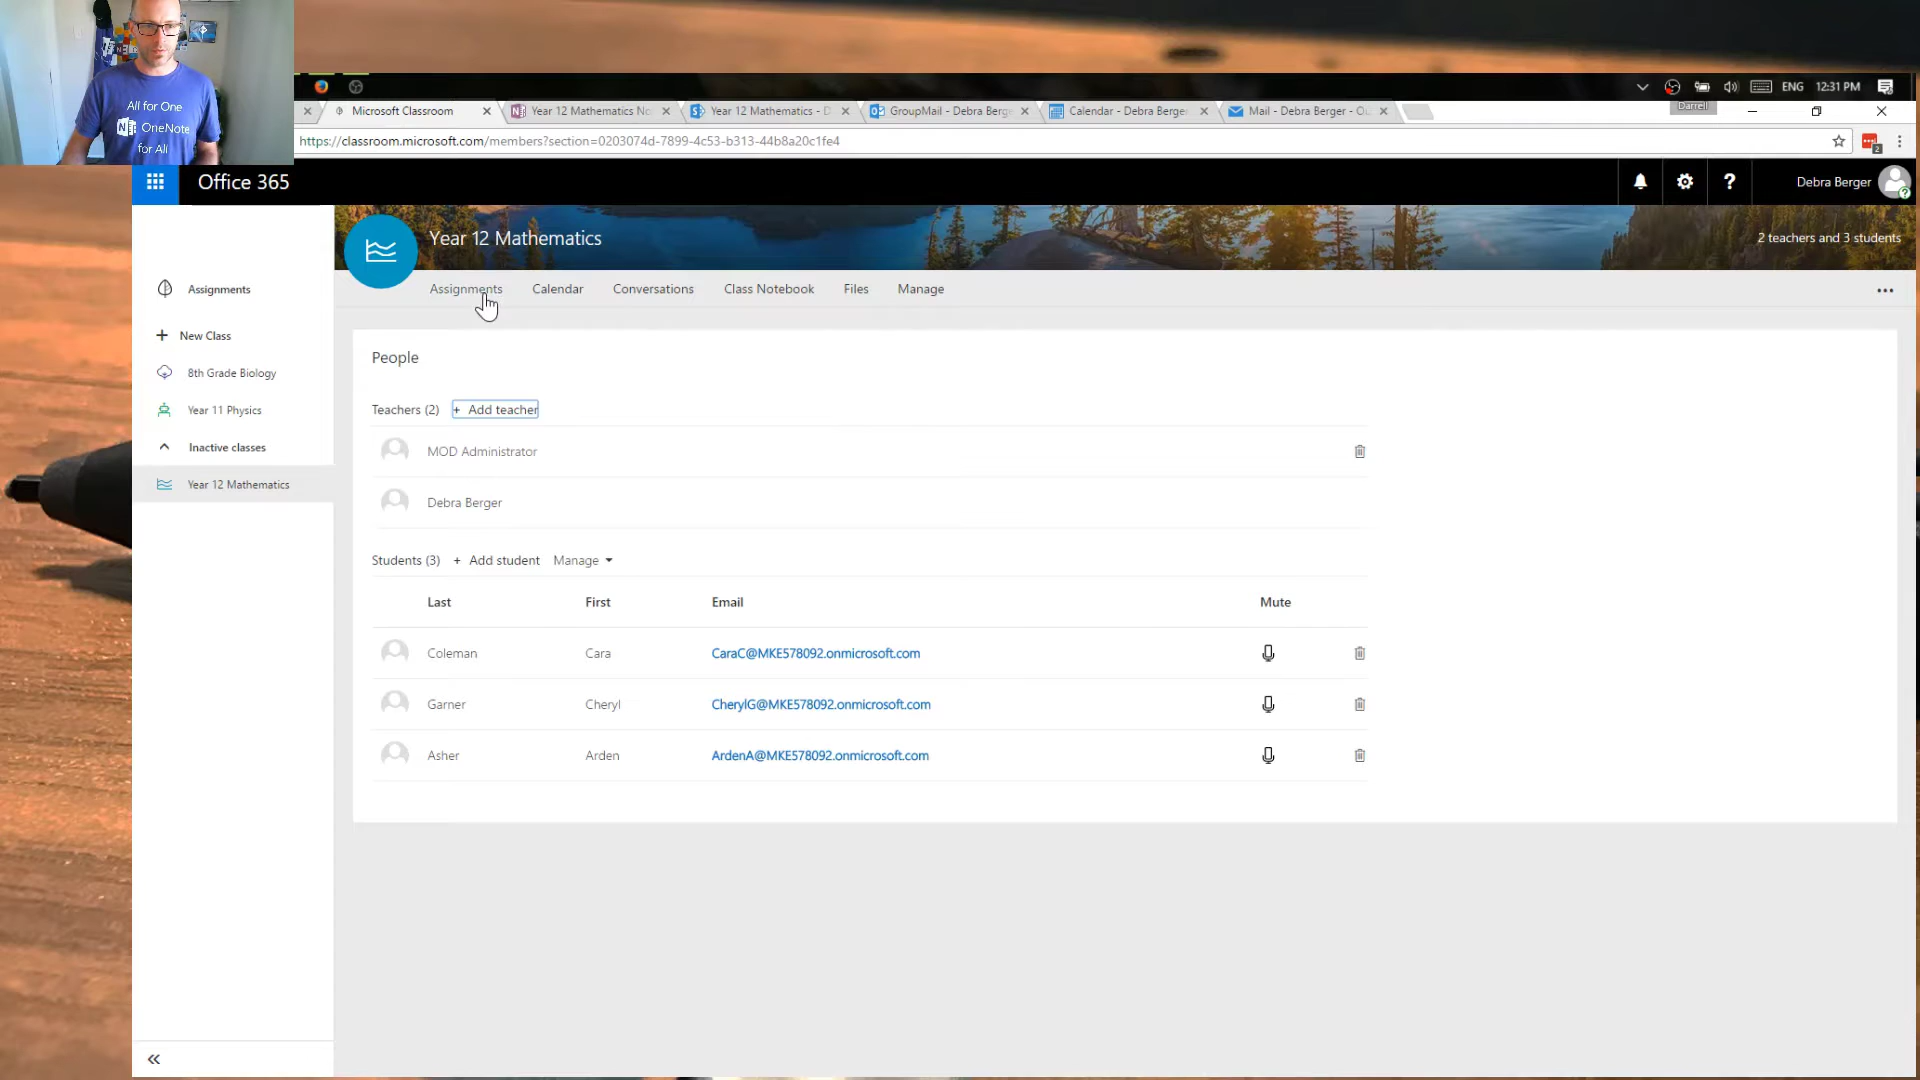 All for One
OneNote
for All
Microsoft Classroom
Year 12 Mathematics No
Year 12 Mathematics - D
GroupMail - Debra Berge
Calendar - Debra Berge
Mail - Debra Berger - Ou
ENG
12:31 PM
Darrell
https://classroom.microsoft.com/members?section=0203074d-7899-4c53-b313-44b8a20c1fe4
2
Office 365
?
Debra Berger
Year 12 Mathematics
2 teachers and 3 students
Assignments
Calendar
Conversations
Class Notebook
Files
Manage
Assignments
+ New Class
8th Grade Biology
Year 11 Physics
Inactive classes
Year 12 Mathematics
People
Teachers (2) + Add teacher
MOD Administrator
Debra Berger
Students (3) + Add student Manage
Last First Email Mute
Coleman Cara CaraC@MKE578092.onmicrosoft.com
Garner Cheryl CherylG@MKE578092.onmicrosoft.com
Asher Arden ArdenA@MKE578092.onmicrosoft.com